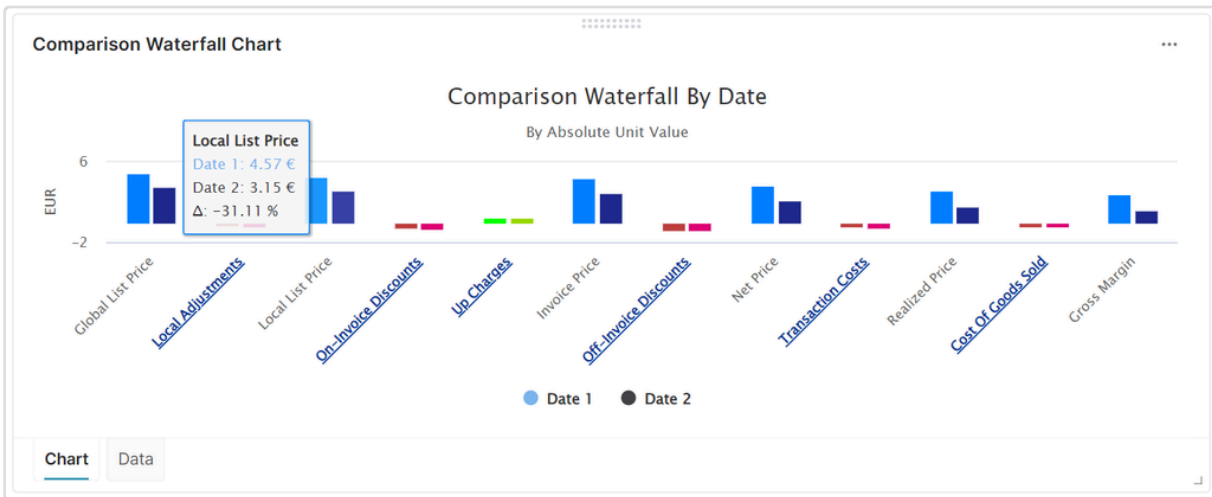 Comparison Waterfall Chart
Comparison Waterfall By Date
By Absolute Unit Value
EUR
6
-2
Local List Price
Date 1: 4.57 €
Date 2: 3.15 €
Δ: -31.11 %
Global List Price
Local Adjustments
Local List Price
On-Invoice Discounts
Up Charges
Invoice Price
Off-Invoice Discounts
Net Price
Transaction Costs
Realized Price
Cost Of Goods Sold
Gross Margin
Date 1
Date 2
Chart
Data